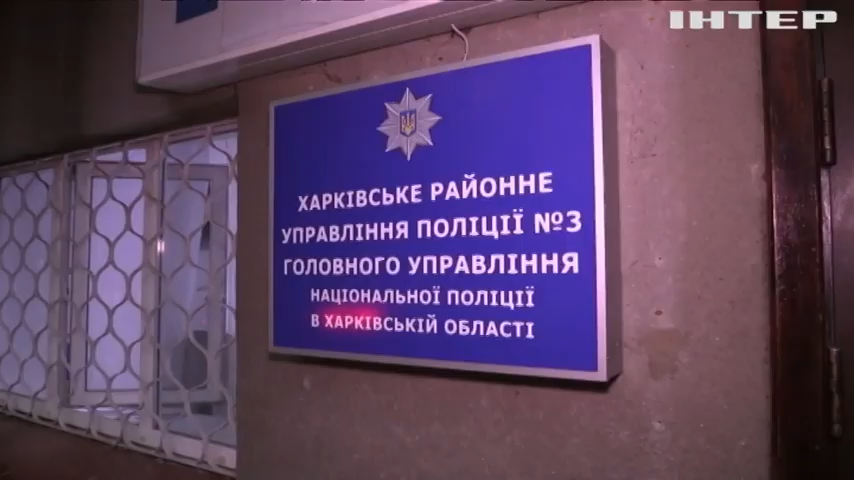 ІНТЕР
ХАРКІВСЬКЕ РАЙОННЕ
УПРАВЛІННЯ ПОЛІЦІЇ №3
ГОЛОВНОГО УПРАВЛІННЯ
НАЦІОНАЛЬНОЇ ПОЛІЦІЇ
В ХАРКІВСЬКІЙ ОБЛАСТІ